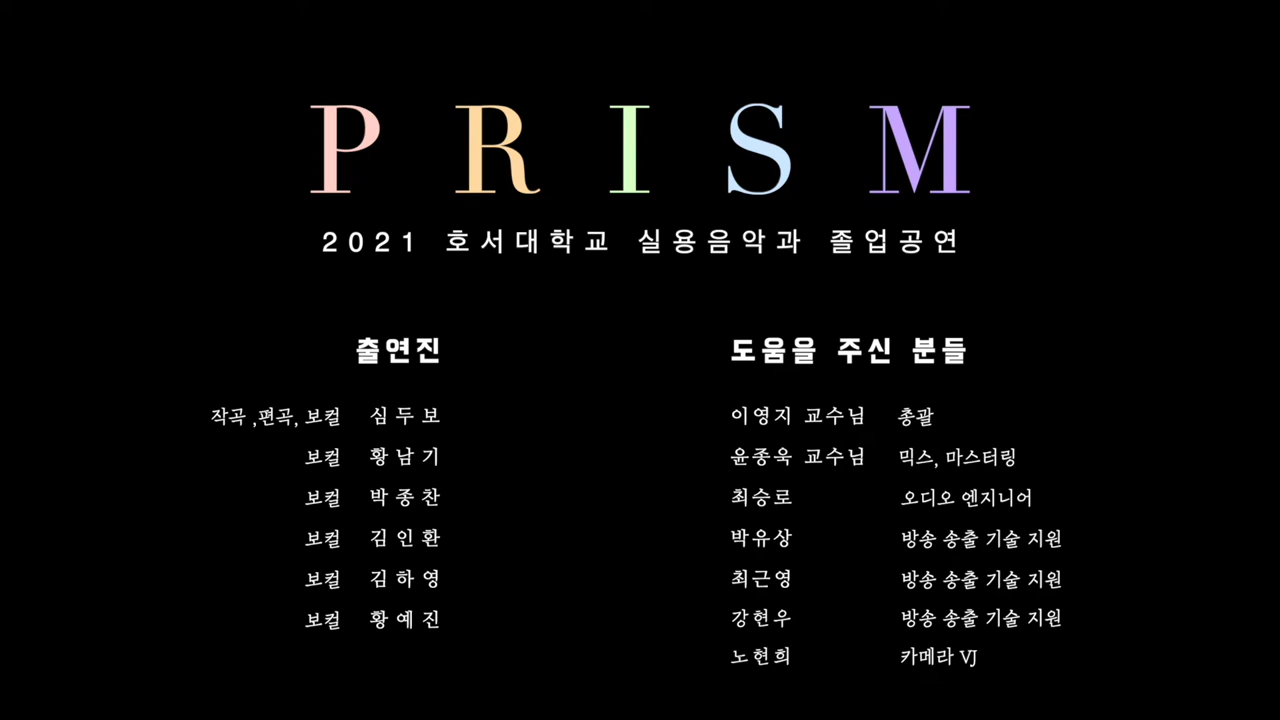 PRISM
2021 호서대학교 실용음악과 졸업공연
출연진
작곡 ,편곡, 보컬 심두보
보컬 황남기
보컬 박종찬
보컬 김인환
보컬 김하영
보컬 황예진
도움을 주신 분들
이영지 교수님 총괄
윤종욱 교수님 믹스, 마스터링
최승로 오디오 엔지니어
박유상 방송 송출 기술 지원
최근영 방송 송출 기술 지원
강현우 방송 송출 기술 지원
노현희 카메라 VJ